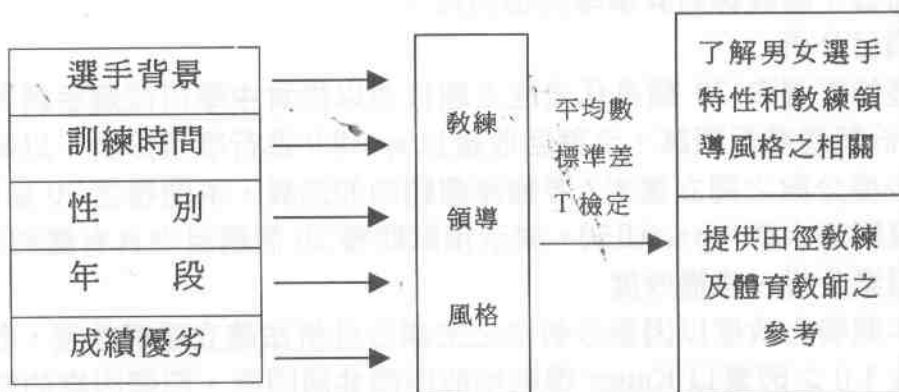 選手背景
訓練時間
性 別
年 段
成績優劣
教練
領導
風格
平均數
標準差
T檢定
了解男女選手
特性和教練領
導風格之相關
提供田徑教練
及體育教師之
參考